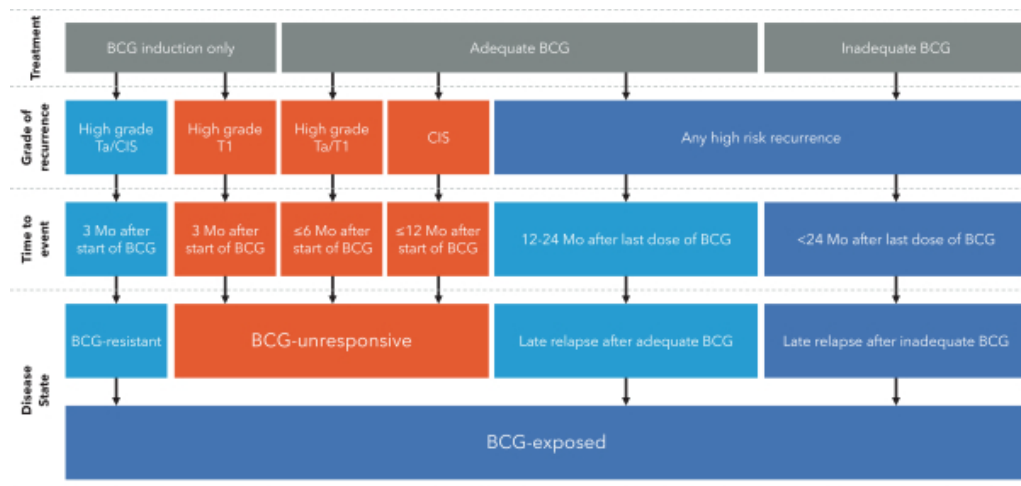 Treatment
BCG induction only
Adequate BCG
Inadequate BCG
Grade of
recurrence
High grade
Ta/CIS
High grade
T1
High grade
Ta/T1
CIS
Any high risk recurrence
Time to
event
3 Mo after
start of BCG
3 Mo after
start of BCG
≤6 Mo after
start of BCG
≤12 Mo after
start of BCG
12-24 Mo after last dose of BCG
<24 Mo after last dose of BCG
Disease
State
BCG-resistant
BCG-unresponsive
Late relapse after adequate BCG
Late relapse after inadequate BCG
BCG-exposed